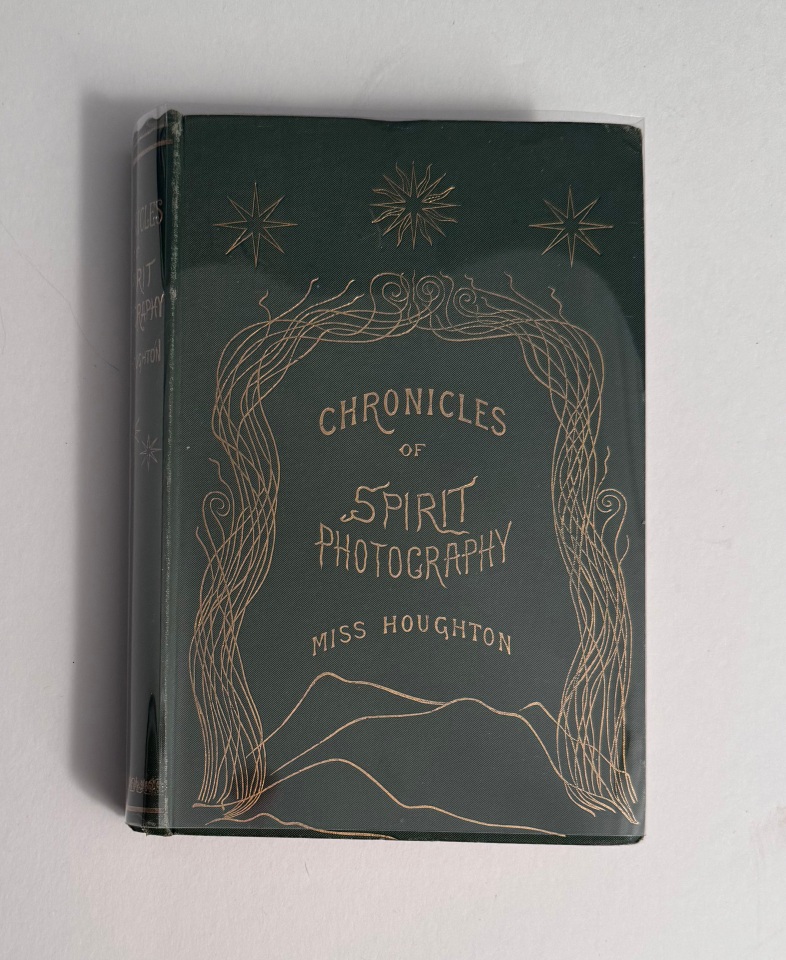 CHRONICLES
OF
SPIRIT
PHOTOGRAPHY
MISS HOUGHTON